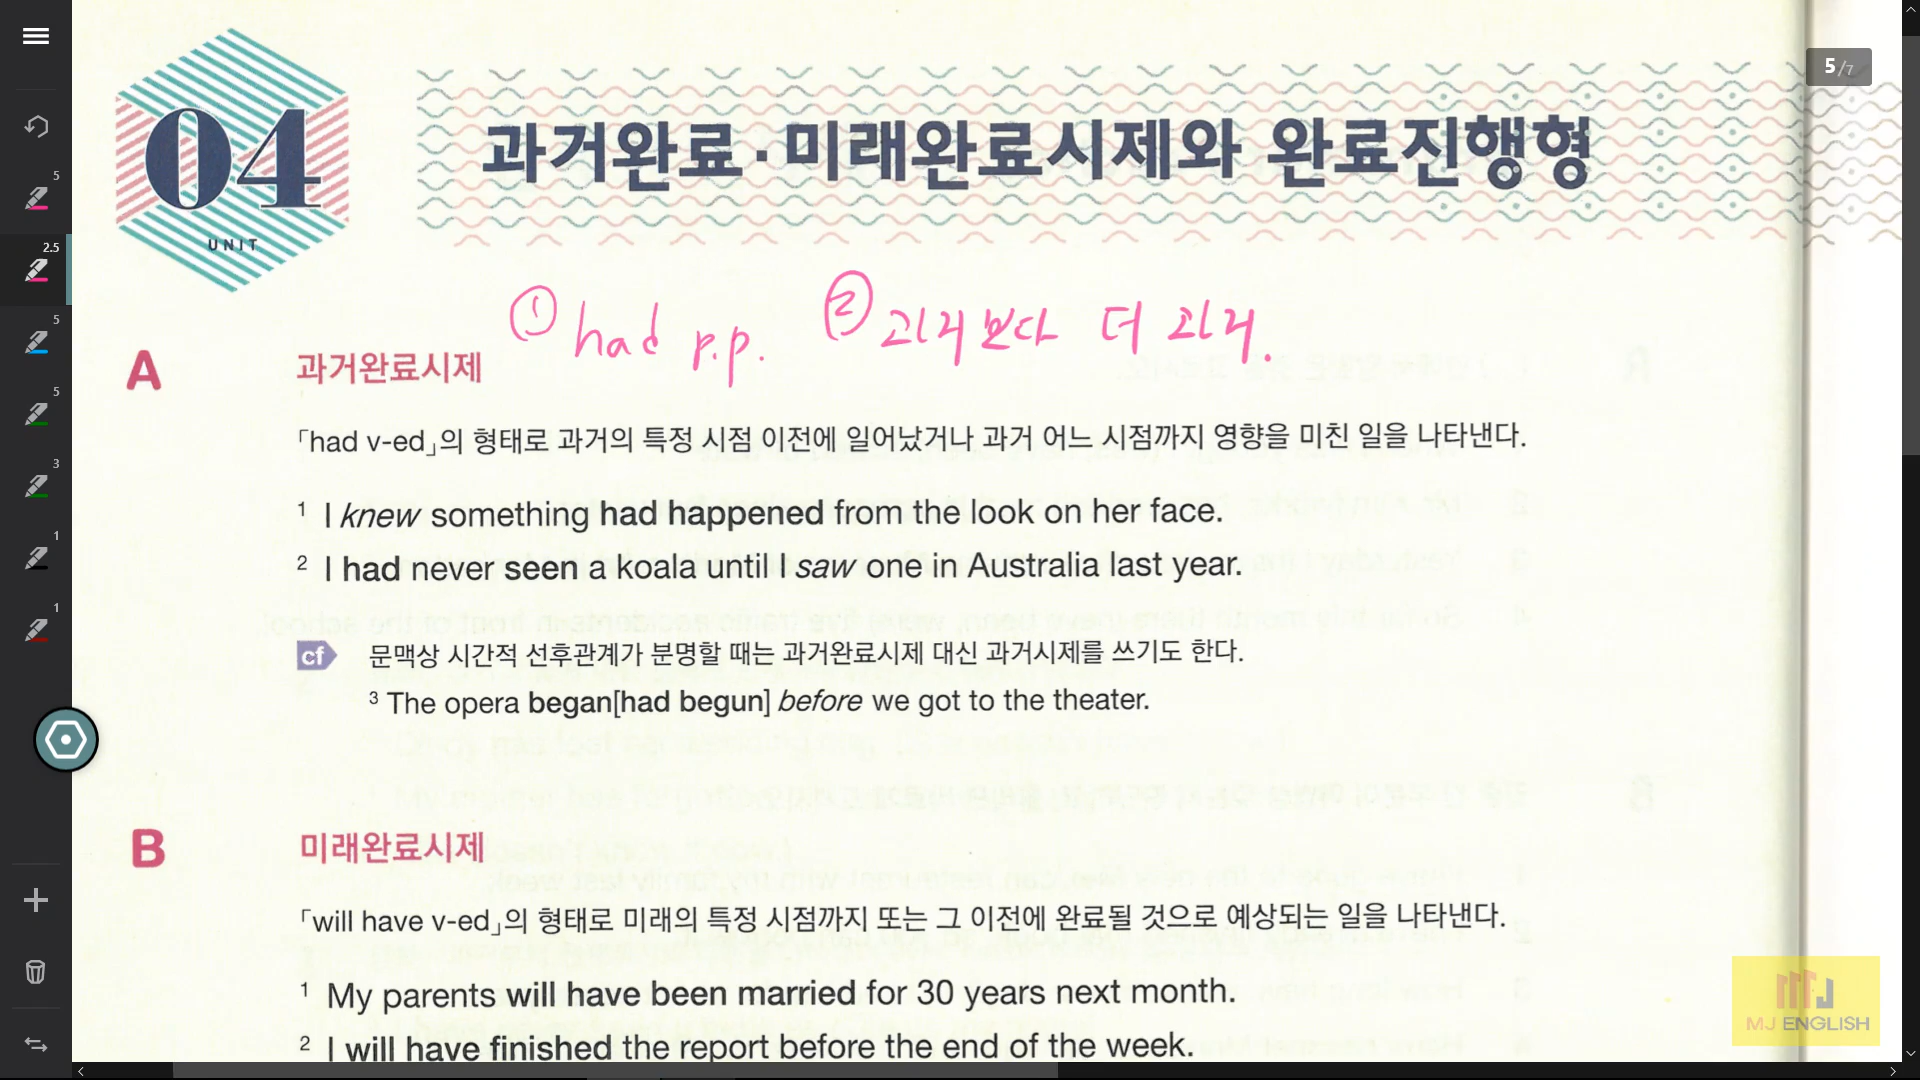 5/7
04
UNIT
과거완료·미래완료시제와 완료진행형
① had p.p. ② 과거보다 더 과거.
A 과거완료시제
「had v-ed」의 형태로 과거의 특정 시점 이전에 일어났거나 과거 어느 시점까지 영향을 미친 일을 나타낸다.
1 I knew something had happened from the look on her face.
2 I had never seen a koala until I saw one in Australia last year.
cf 문맥상 시간적 선후관계가 분명할 때는 과거완료시제 대신 과거시제를 쓰기도 한다.
3 The opera began[had begun] before we got to the theater.
B 미래완료시제
「will have v-ed」의 형태로 미래의 특정 시점까지 또는 그 이전에 완료될 것으로 예상되는 일을 나타낸다.
1 My parents will have been married for 30 years next month.
2 I will have finished the report before the end of the week.
5
2.5
5
5
3
1
1
MJ ENGLISH